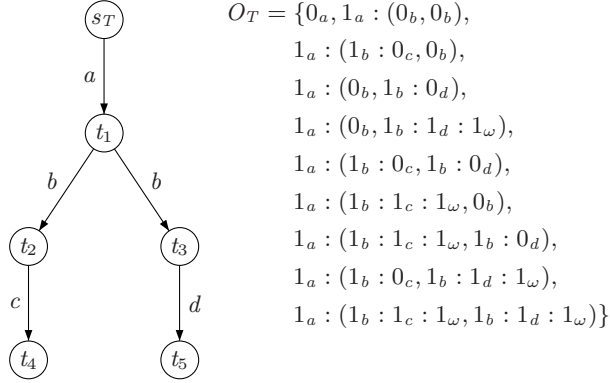 s_T
a
t_1
b b
t_2 t_3
c d
t_4 t_5
O_T = {0_a, 1_a : (0_b, 0_b),
1_a : (1_b : 0_c, 0_b),
1_a : (0_b, 1_b : 0_d),
1_a : (0_b, 1_b : 1_d : 1_ω),
1_a : (1_b : 0_c, 1_b : 0_d),
1_a : (1_b : 1_c : 1_ω, 0_b),
1_a : (1_b : 1_c : 1_ω, 1_b : 0_d),
1_a : (1_b : 0_c, 1_b : 1_d : 1_ω),
1_a : (1_b : 1_c : 1_ω, 1_b : 1_d : 1_ω)}